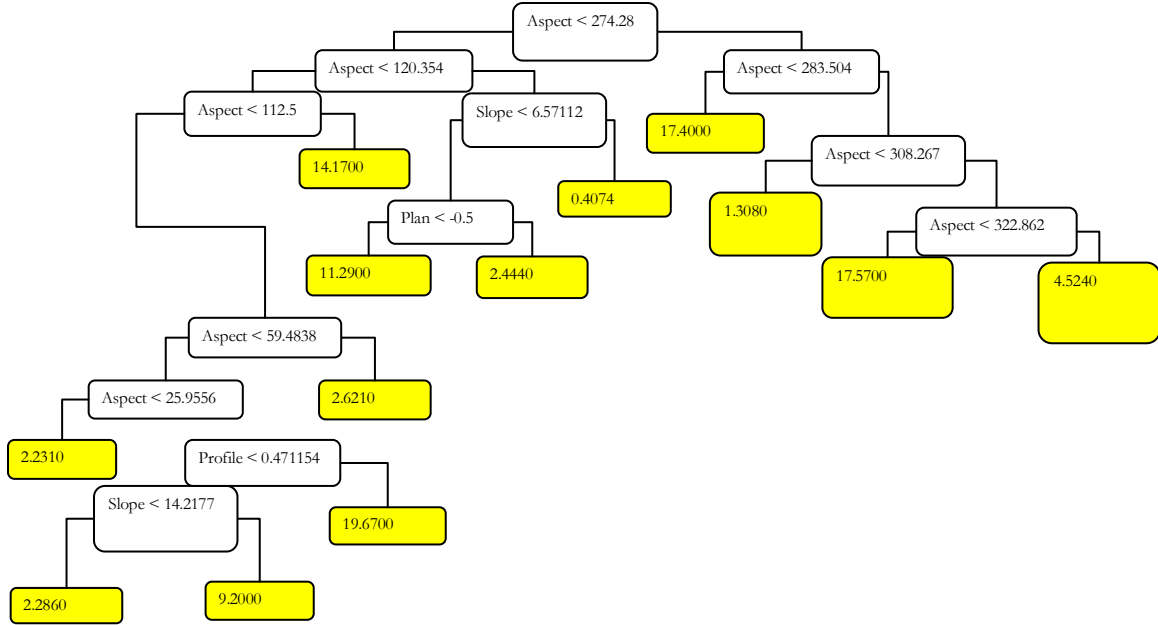 Aspect < 274.28
Aspect < 120.354
Aspect < 283.504
Aspect < 112.5
Slope < 6.57112
17.4000
Aspect < 308.267
14.1700
0.4074
1.3080
Plan < -0.5
Aspect < 322.862
11.2900
2.4440
17.5700
4.5240
Aspect < 59.4838
Aspect < 25.9556
2.6210
2.2310
Profile < 0.471154
Slope < 14.2177
19.6700
2.2860
9.2000